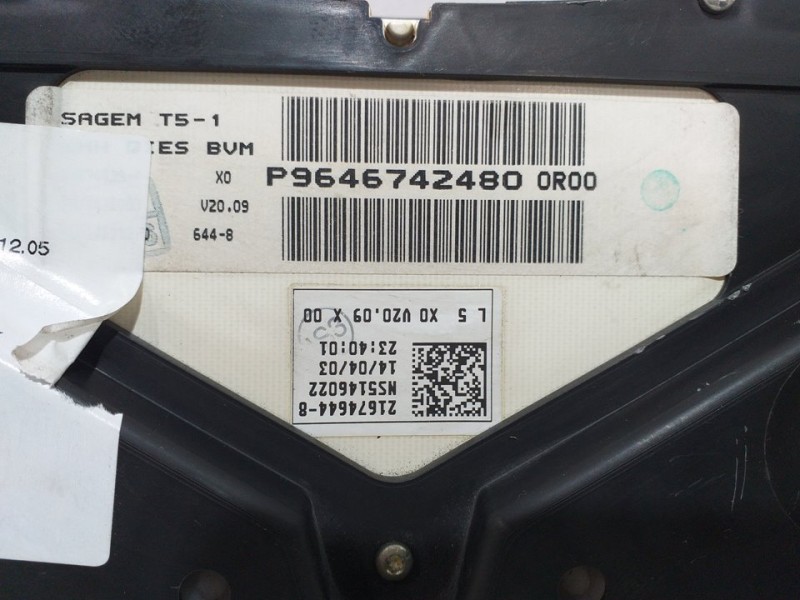 SAGEM T5-1
BVM
X0 P9646742480 0R00
V20.09
644-8
12.05
L 5 X0 V20.09 X 00
23:40:01
14/04/03
NS5146022
21674644-8